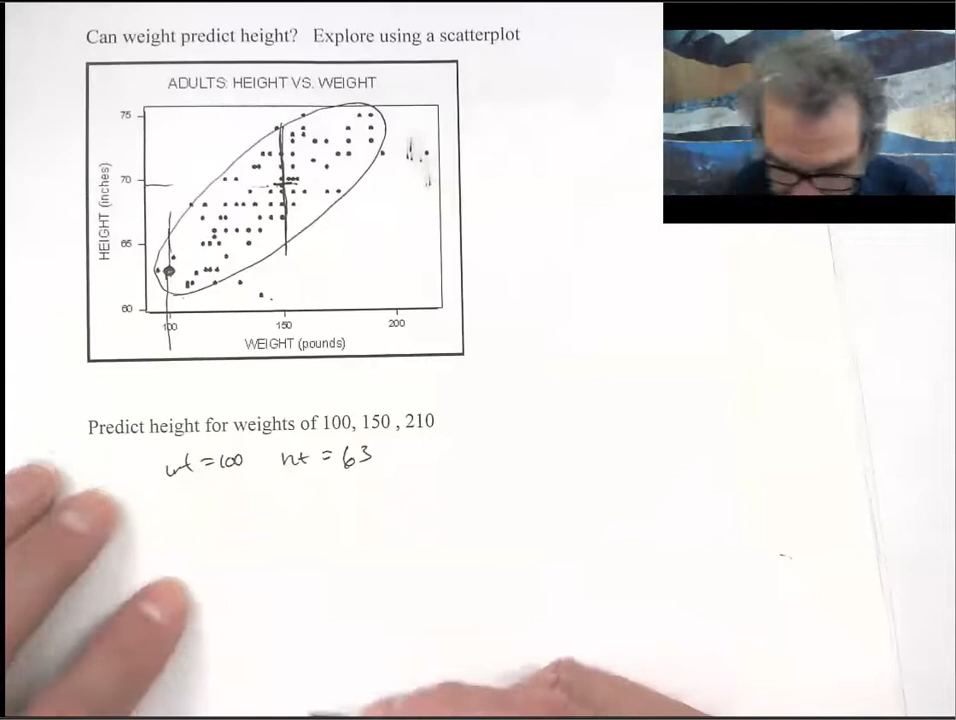 Can weight predict height? Explore using a scatterplot
ADULTS: HEIGHT VS. WEIGHT
75
70
65
60
HEIGHT (inches)
100 150 200
WEIGHT (pounds)
Predict height for weights of 100, 150 , 210
wt = 100 ht = 63